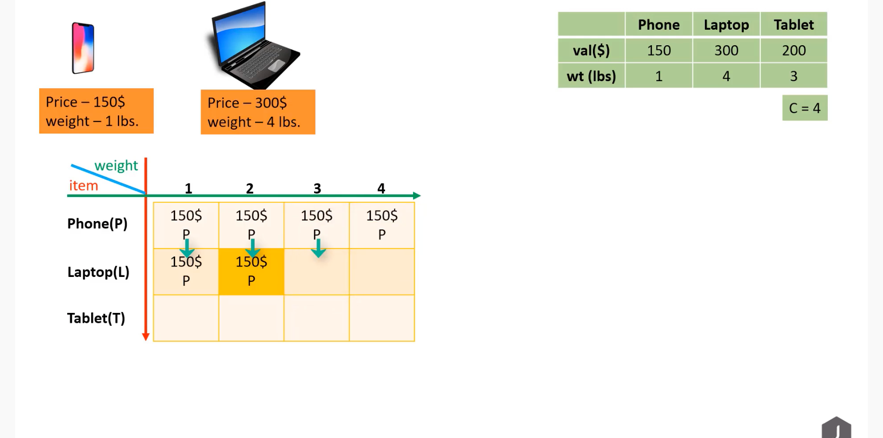 Phone Laptop Tablet
val($) 150 300 200
wt (lbs) 1 4 3
C = 4
Price – 150$
weight – 1 lbs.
Price – 300$
weight – 4 lbs.
weight
item
1 2 3 4
Phone(P)
150$ 150$ 150$ 150$
P P P P
Laptop(L)
150$ 150$
P P
Tablet(T)